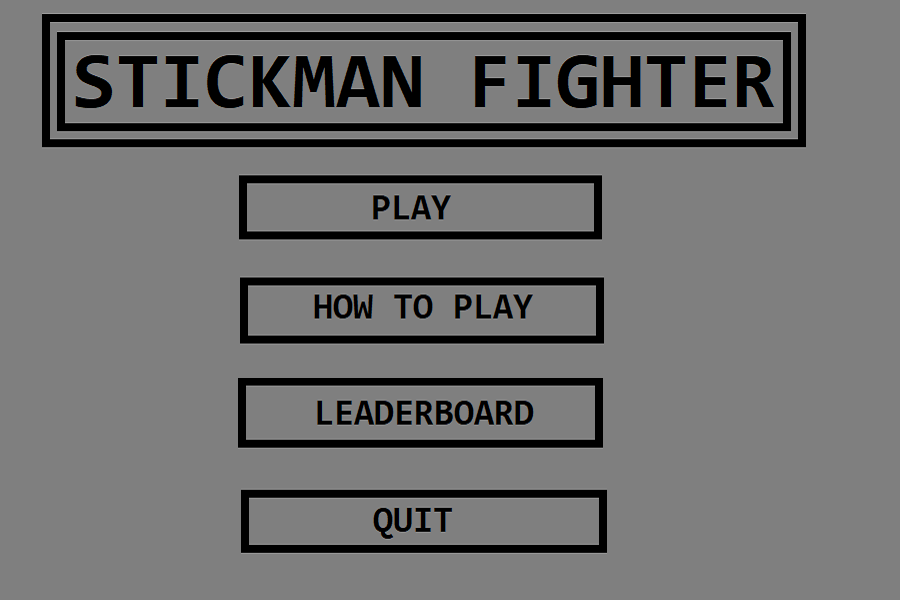 STICKMAN FIGHTER
PLAY
HOW TO PLAY
LEADERBOARD
QUIT